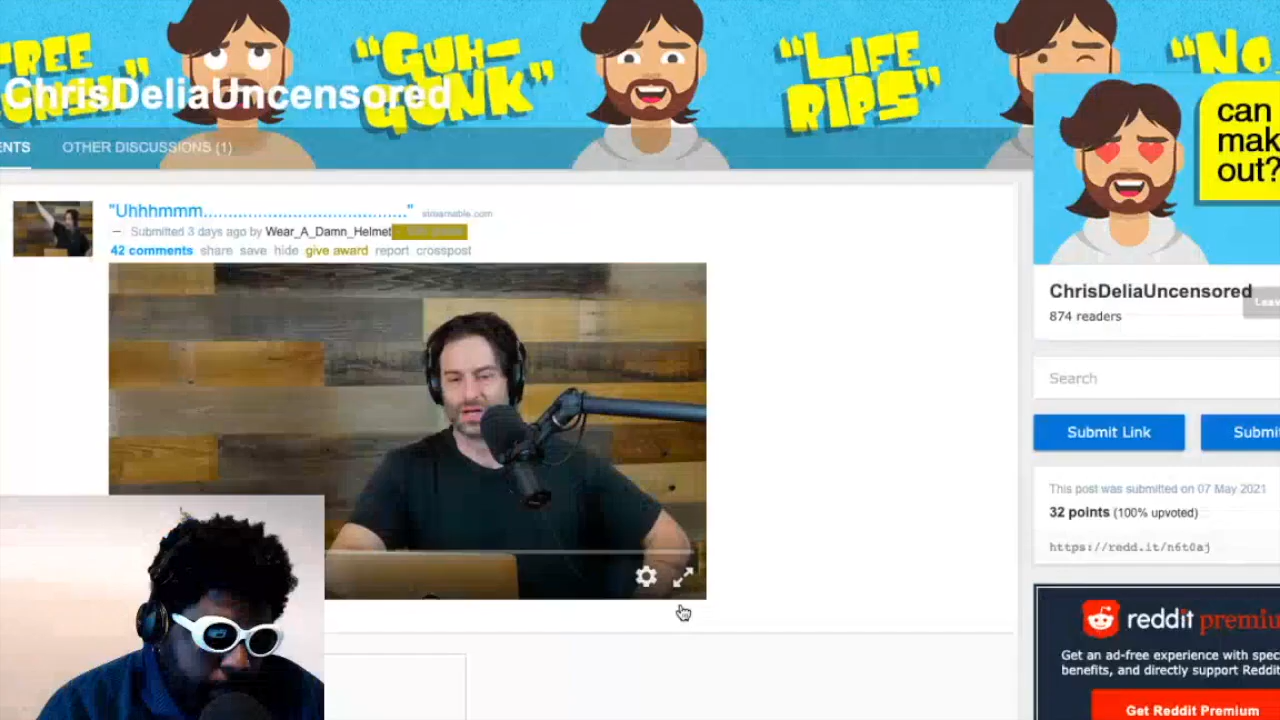 "GUH-
GUNK"
"LIFE
RIPS"
"NO
ChrisDeliaUncensored
OTHER DISCUSSIONS (1)
can
mak
out?
"Uhhhmmm........................................." streamable.com
— Submitted 3 days ago by Wear_A_Damn_Helmet
42 comments share save hide give award report crosspost
ChrisDeliaUncensored
874 readers
Search
Submit Link
Submi
This post was submitted on 07 May 2021
32 points (100% upvoted)
https://redd.it/n6t0aj
reddit premiu
Get an ad-free experience with spec
benefits, and directly support Reddit
Get Reddit Premium